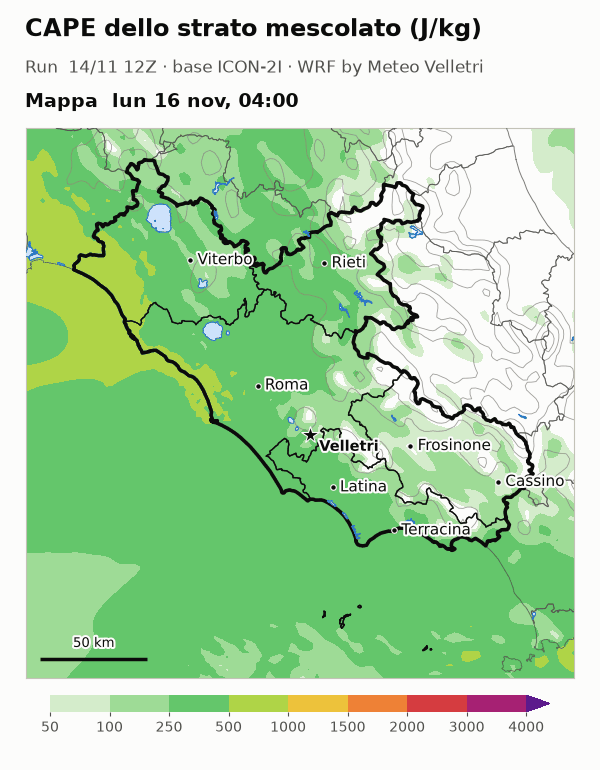 CAPE dello strato mescolato (J/kg)
Run  14/11 12Z · base ICON-2I · WRF by Meteo Velletri
Mappa  lun 16 nov, 04:00
Viterbo
Rieti
Roma
Velletri
Frosinone
Cassino
Latina
Terracina
50 km
50 100 250 500 1000 1500 2000 3000 4000